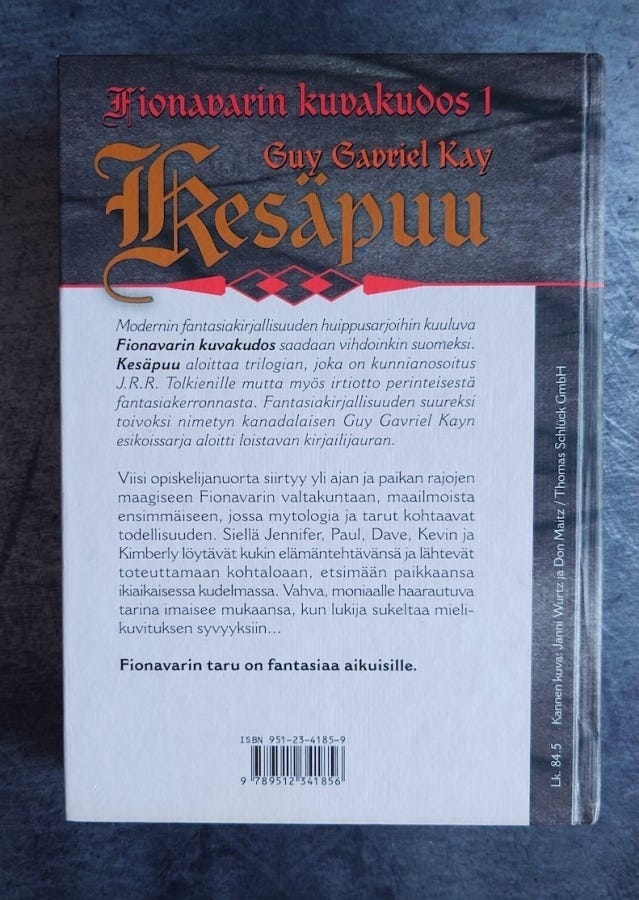 Fionavarin kuvakudos 1
Guy Gavriel Kay
Kesäpuu
Modernin fantasiakirjallisuuden huippusarjoihin kuuluva
Fionavarin kuvakudos saadaan vihdoinkin suomeksi.
Kesäpuu aloittaa trilogian, joka on kunnianosoitus
J.R.R. Tolkienille mutta myös irtiotto perinteisestä
fantasiakerronnasta. Fantasiakirjallisuuden suureksi
toivoksi nimetyn kanadalaisen Guy Gavriel Kayn
esikoissarja aloitti loistavan kirjailijauran.
Viisi opiskelijanuorta siirtyy yli ajan ja paikan rajojen
maagiseen Fionavarin valtakuntaan, maailmoista
ensimmäiseen, jossa mytologia ja tarut kohtaavat
todellisuuden. Siellä Jennifer, Paul, Dave, Kevin ja
Kimberly löytävät kukin elämäntehtävänsä ja lähtevät
toteuttamaan kohtaloaan, etsimään paikkaansa
ikiaikaisessa kudelmassa. Vahva, moniaalle haarautuva
tarina imaisee mukaansa, kun lukija sukeltaa mieli-
kuvituksen syvyyksiin...
Fionavarin taru on fantasiaa aikuisille.
ISBN 951-23-4185-9
9 789512 341856
Lk. 84.5 Kannen kuva: Janni Wurtz ja Don Maitz / Thomas Schlück GmbH